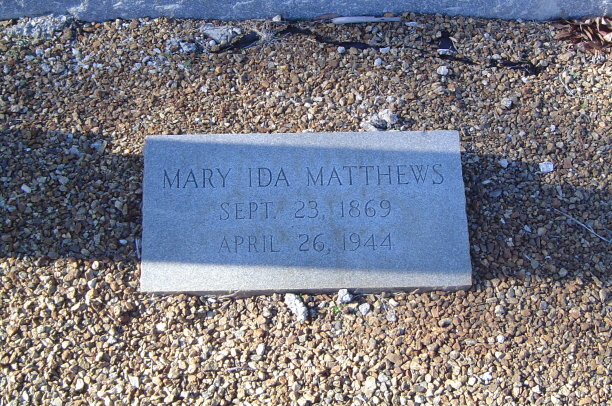 MARY IDA MATTHEWS
SEPT. 23, 1869
APRIL 26, 1944